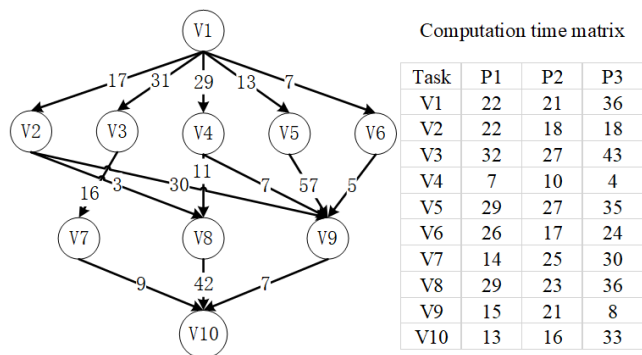 V1
17
31
29
13
7
V2
V3
V4
V5
V6
16
3
11
30
7
57
5
V7
V8
V9
9
42
7
V10
Computation time matrix
Task P1 P2 P3
V1 22 21 36
V2 22 18 18
V3 32 27 43
V4 7 10 4
V5 29 27 35
V6 26 17 24
V7 14 25 30
V8 29 23 36
V9 15 21 8
V10 13 16 33